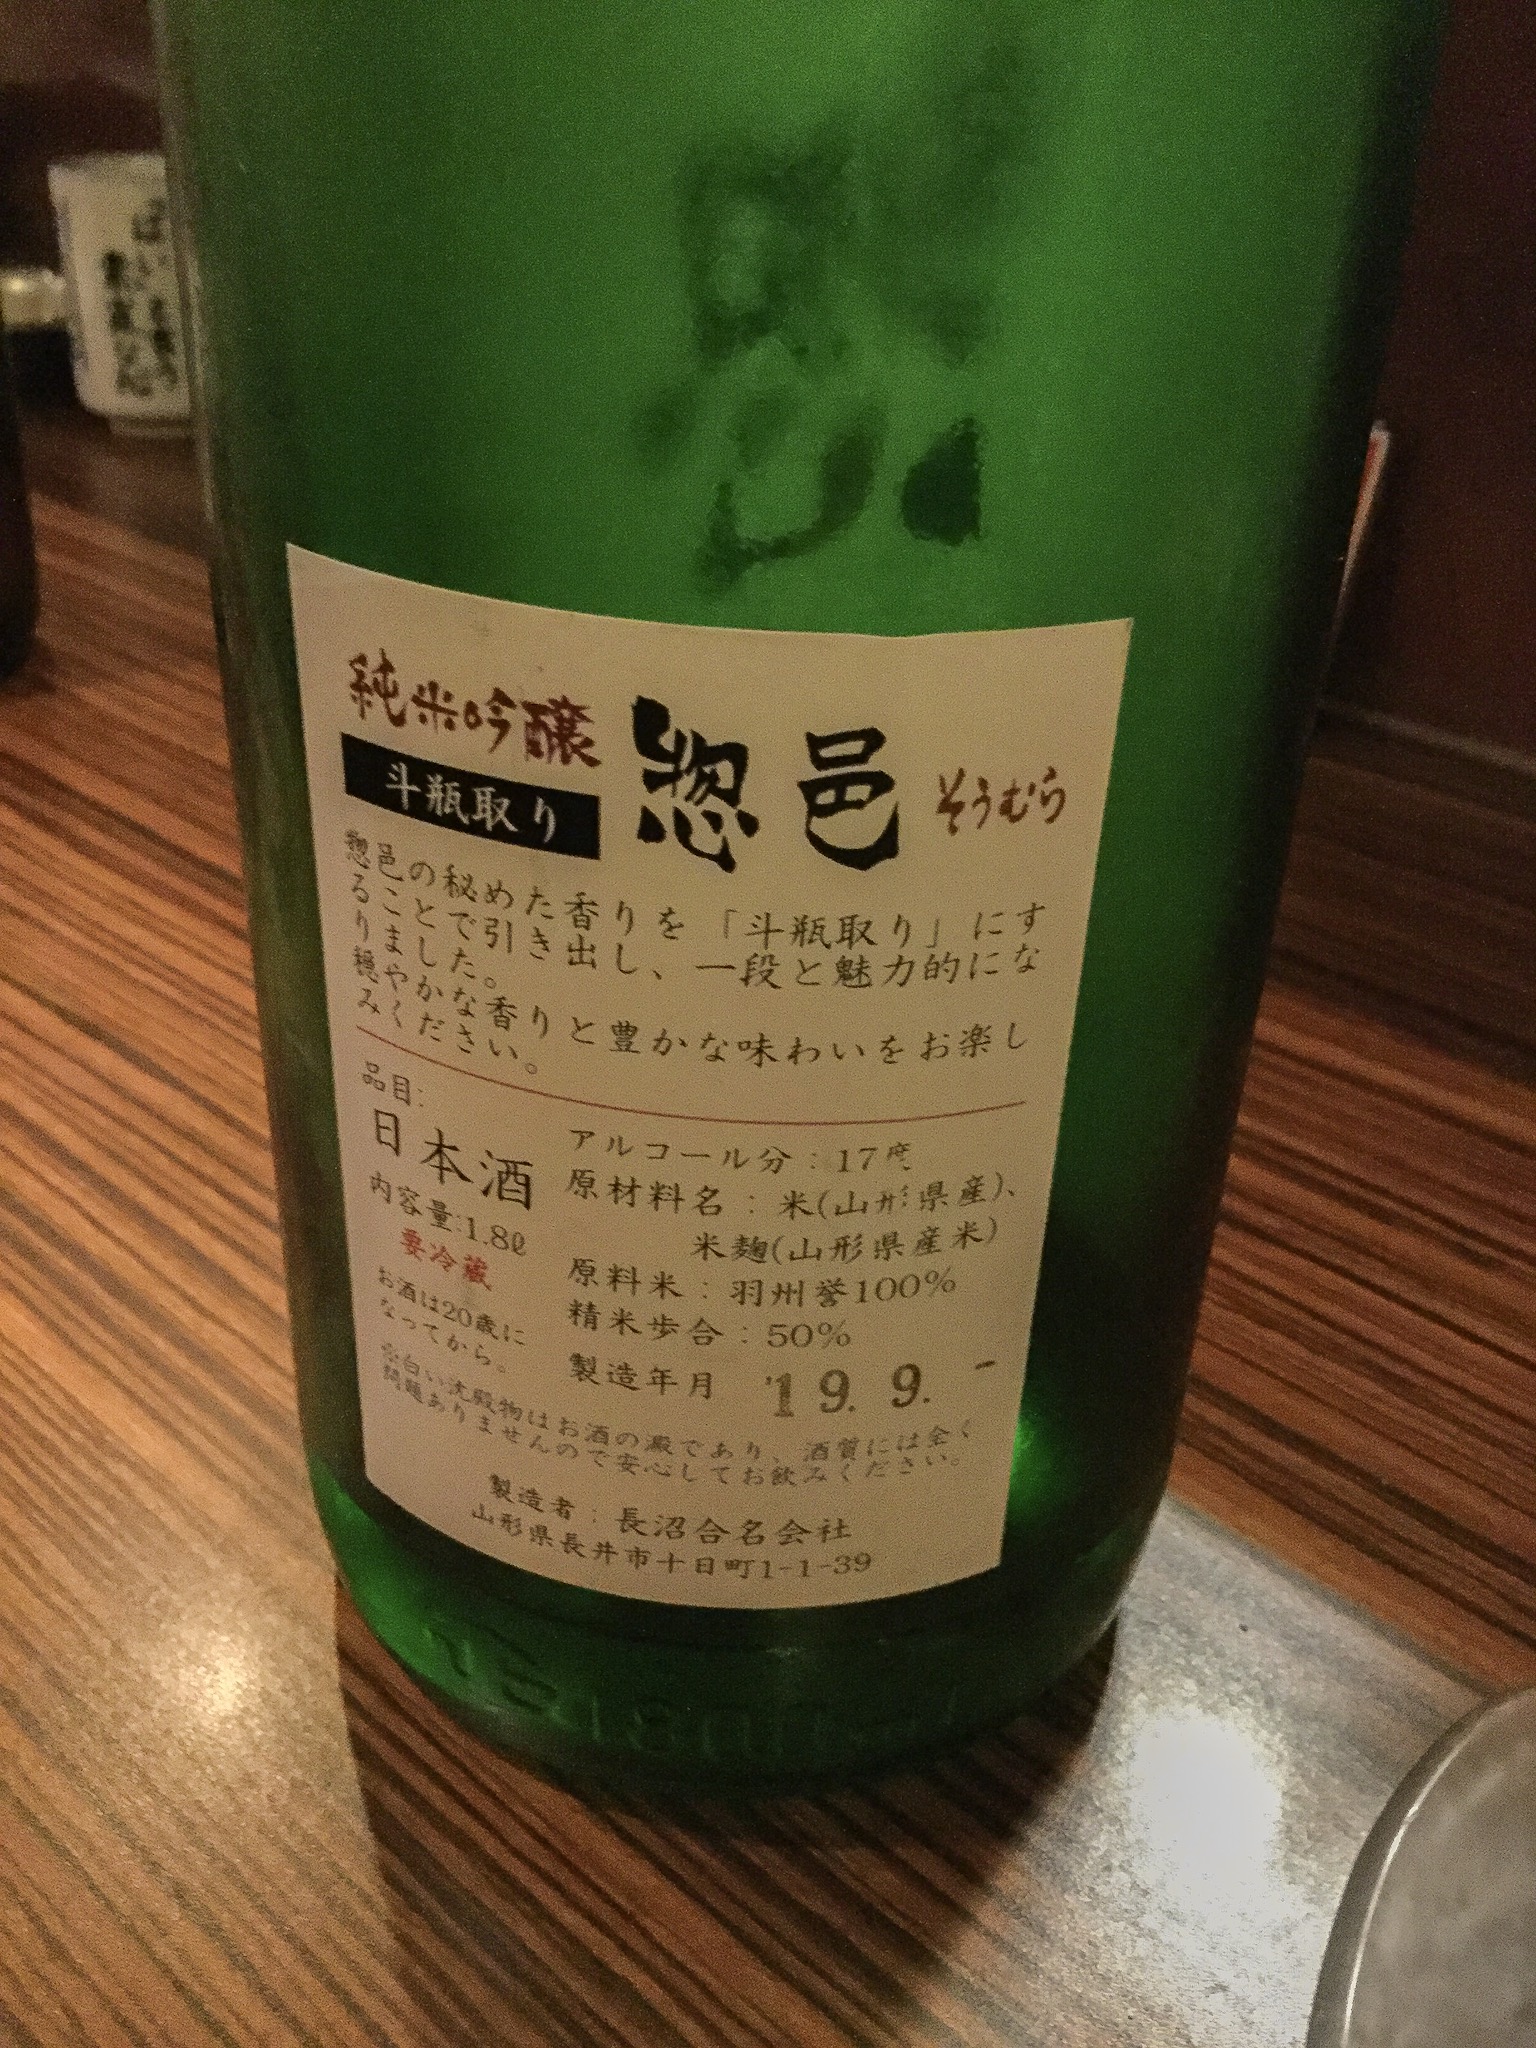 純米吟醸
斗瓶取り
惣邑 そうむら
惣邑の秘めた香りを「斗瓶取り」にす
ることで引き出し、一段と魅力的にな
りました。
穏やかな香りと豊かな味わいをお楽し
みください。
品目:
日本酒
内容量:1.8ℓ
要冷蔵
お酒は20歳に
なってから。
アルコール分:17度
原材料名:米(山形県産)、
米麹(山形県産米)
原料米:羽州誉100%
精米歩合:50%
製造年月 '19. 9. -
※白い沈殿物はお酒の澱であり、酒質には全く
問題ありませんので安心してお飲みください。
製造者:長沼合名会社
山形県長井市十日町1-1-39